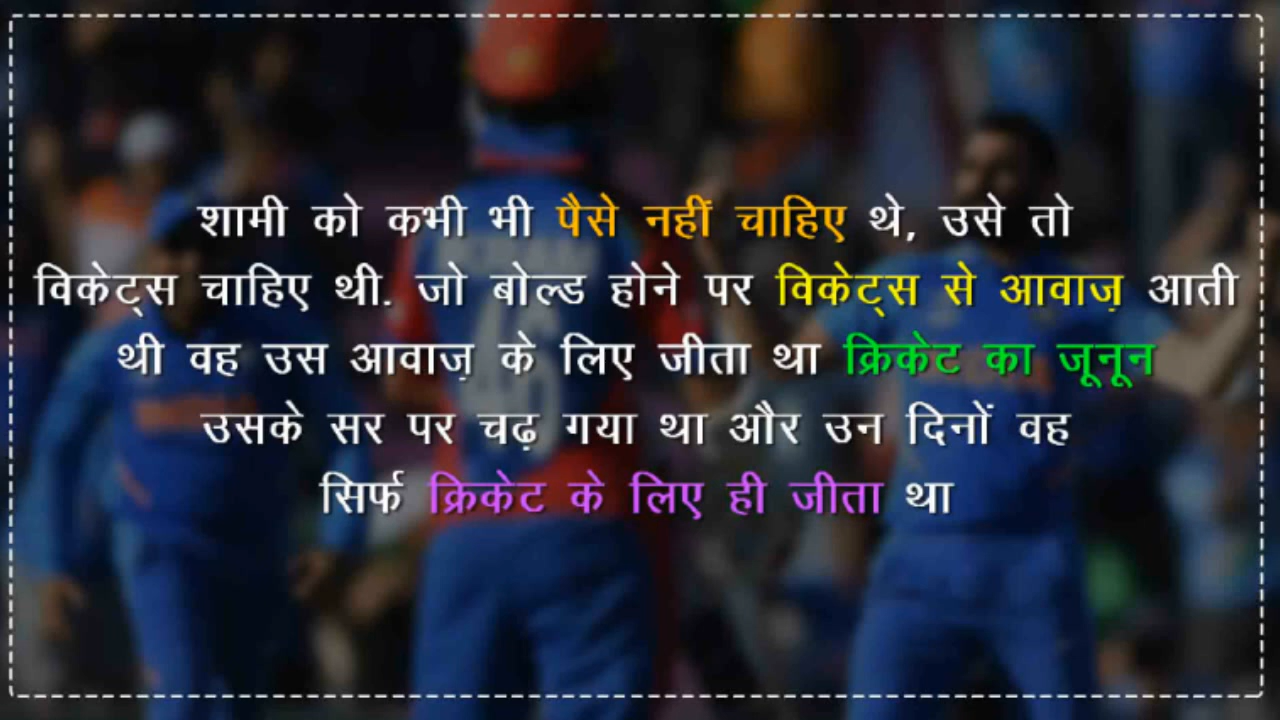 शामी को कभी भी पैसे नहीं चाहिए थे, उसे तो
विकेट्स चाहिए थी. जो बोल्ड होने पर विकेट्स से आवाज़ आती
थी वह उस आवाज़ के लिए जीता था क्रिकेट का जूनून
उसके सर पर चढ़ गया था और उन दिनों वह
सिर्फ क्रिकेट के लिए ही जीता था